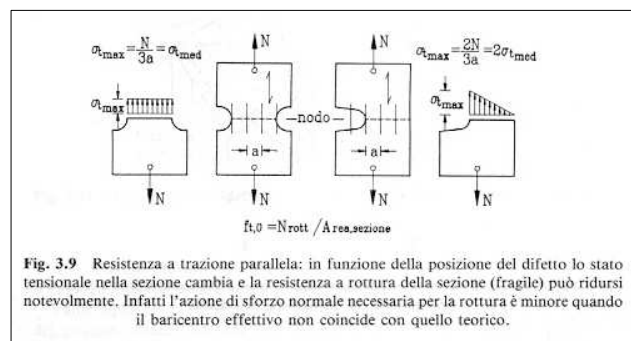 σtmax = N/3a = σtmed
N
N
σtmax = 2N/3a = 2σtmed
σtmax
nodo
σtmax
a
a
N
N
N
N
ft,0 = Nrott / Area,sezione
Fig. 3.9 Resistenza a trazione parallela: in funzione della posizione del difetto lo stato
tensionale nella sezione cambia e la resistenza a rottura della sezione (fragile) può ridursi
notevolmente. Infatti l'azione di sforzo normale necessaria per la rottura è minore quando
il baricentro effettivo non coincide con quello teorico.